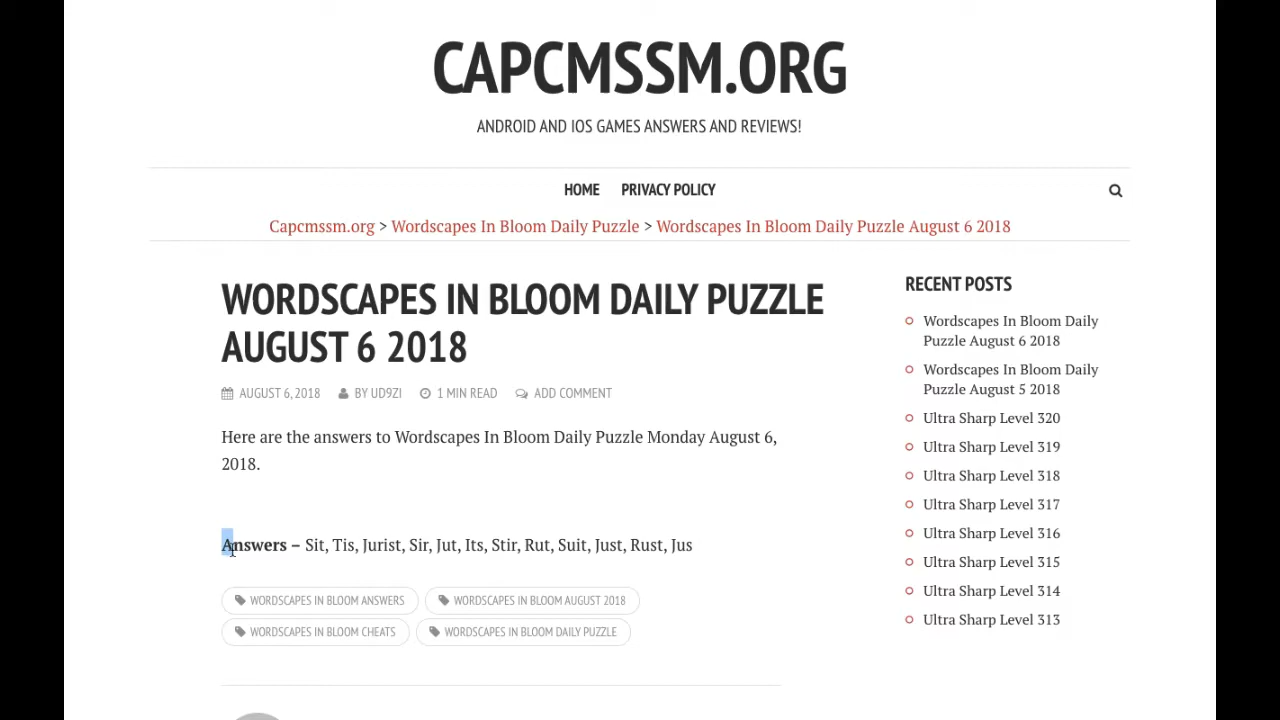 CAPCMSSM.ORG
ANDROID AND IOS GAMES ANSWERS AND REVIEWS!
HOME PRIVACY POLICY
Capcmssm.org > Wordscapes In Bloom Daily Puzzle > Wordscapes In Bloom Daily Puzzle August 6 2018
WORDSCAPES IN BLOOM DAILY PUZZLE
AUGUST 6 2018
AUGUST 6, 2018 BY UD9ZI 1 MIN READ ADD COMMENT
Here are the answers to Wordscapes In Bloom Daily Puzzle Monday August 6,
2018.
Answers – Sit, Tis, Jurist, Sir, Jut, Its, Stir, Rut, Suit, Just, Rust, Jus
WORDSCAPES IN BLOOM ANSWERS WORDSCAPES IN BLOOM AUGUST 2018
WORDSCAPES IN BLOOM CHEATS WORDSCAPES IN BLOOM DAILY PUZZLE
RECENT POSTS
Wordscapes In Bloom Daily
Puzzle August 6 2018
Wordscapes In Bloom Daily
Puzzle August 5 2018
Ultra Sharp Level 320
Ultra Sharp Level 319
Ultra Sharp Level 318
Ultra Sharp Level 317
Ultra Sharp Level 316
Ultra Sharp Level 315
Ultra Sharp Level 314
Ultra Sharp Level 313